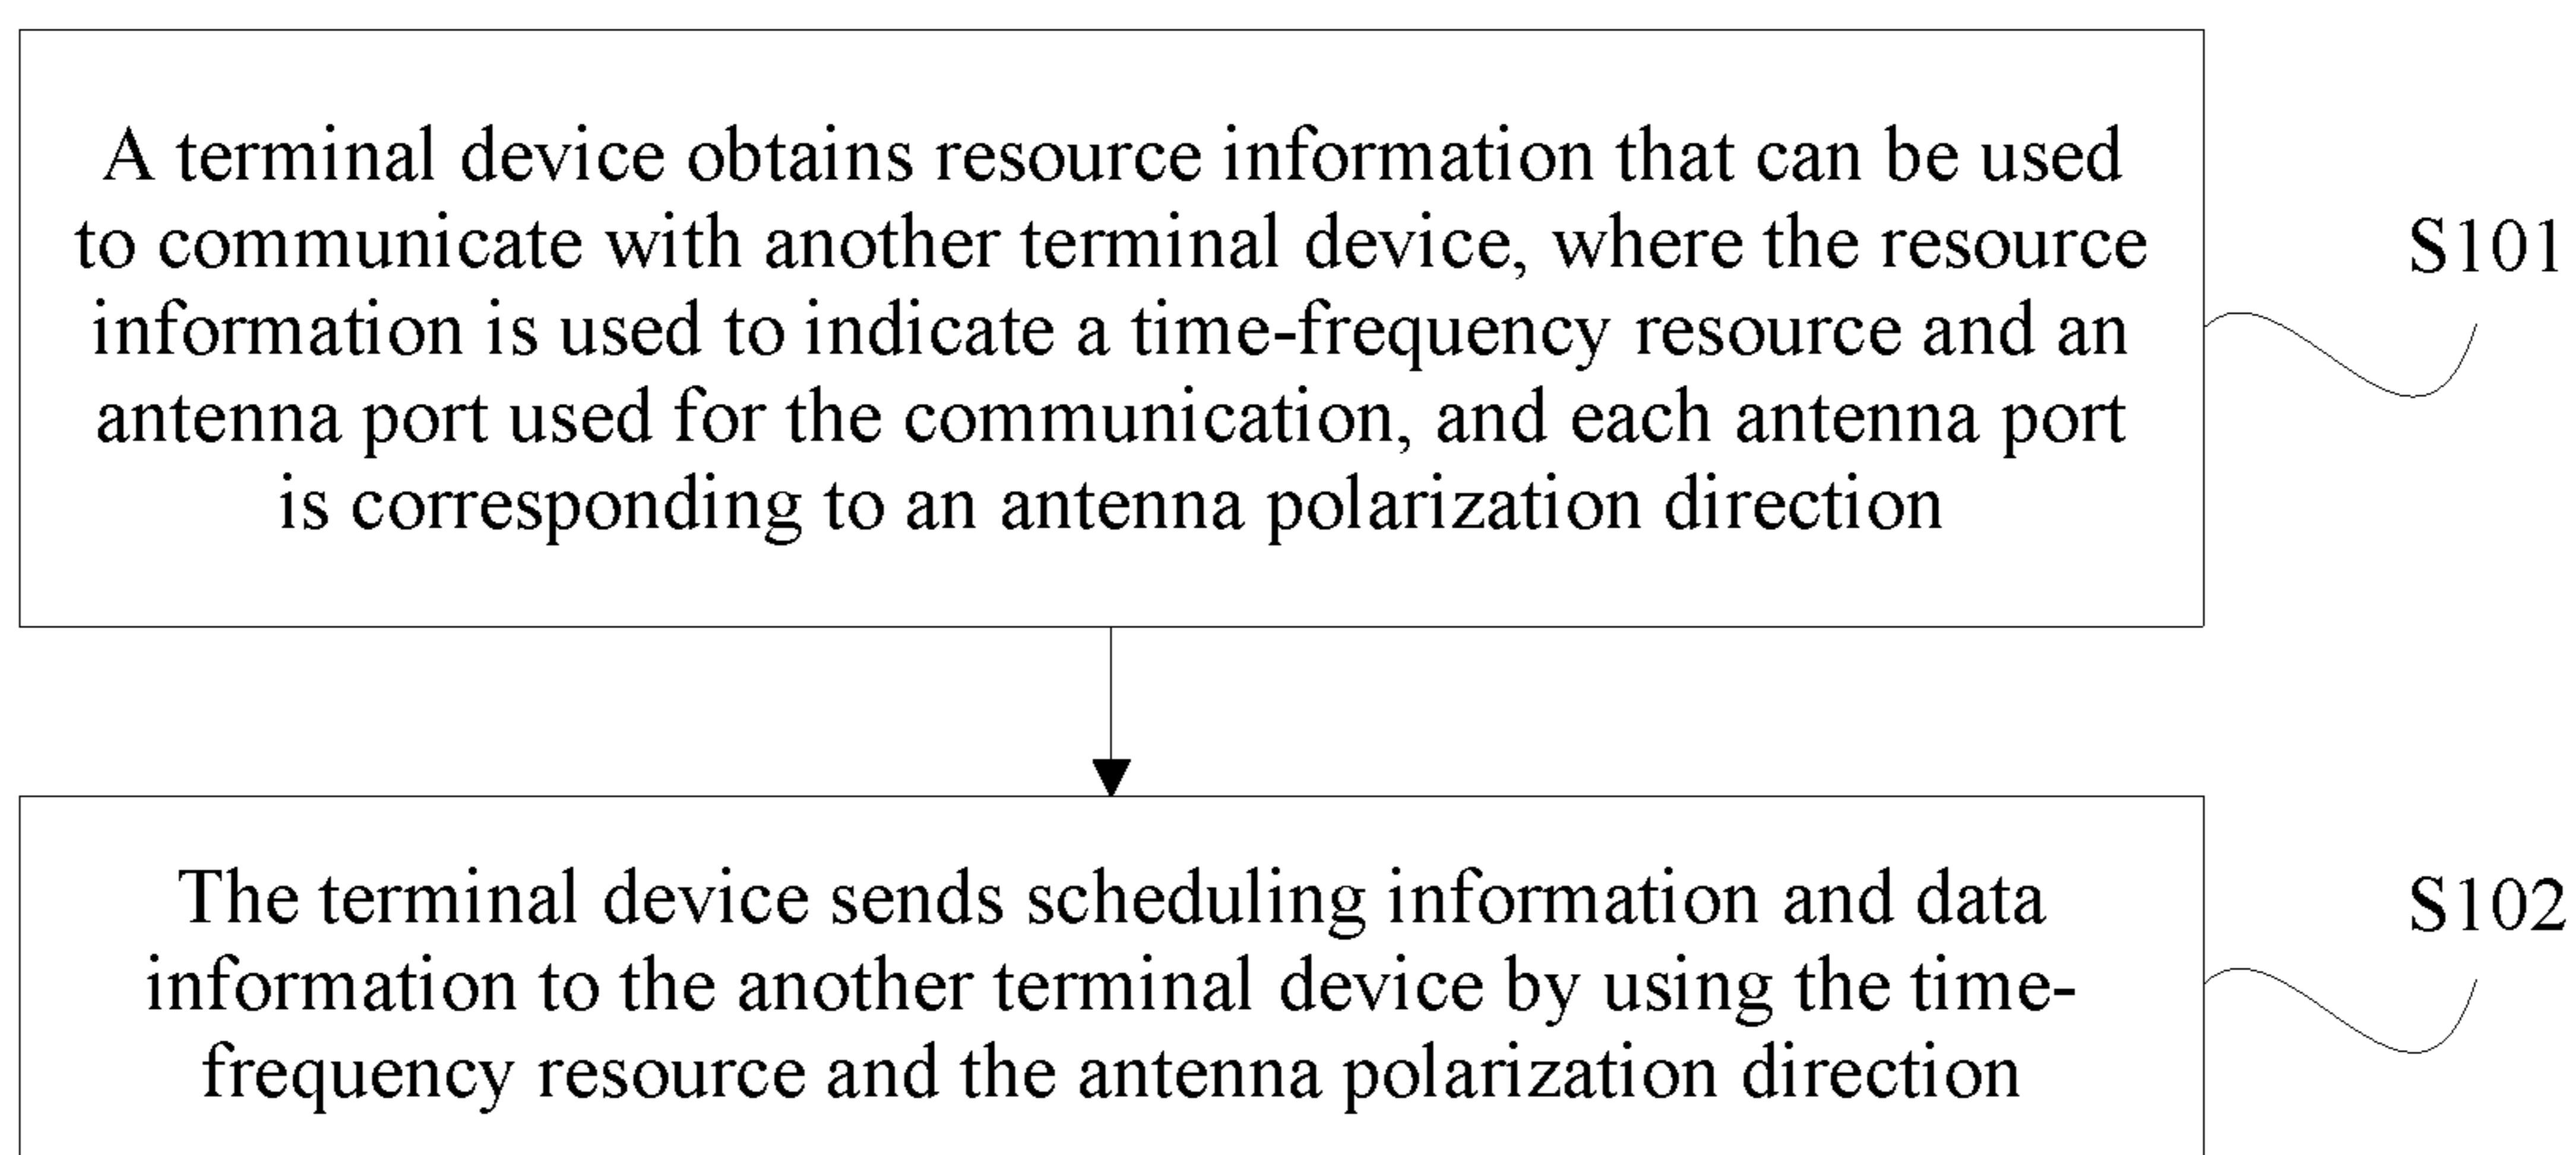 A terminal device obtains resource information that can be used
to communicate with another terminal device, where the resource
information is used to indicate a time-frequency resource and an
antenna port used for the communication, and each antenna port
is corresponding to an antenna polarization direction
S101
The terminal device sends scheduling information and data
information to the another terminal device by using the time-
frequency resource and the antenna polarization direction
S102